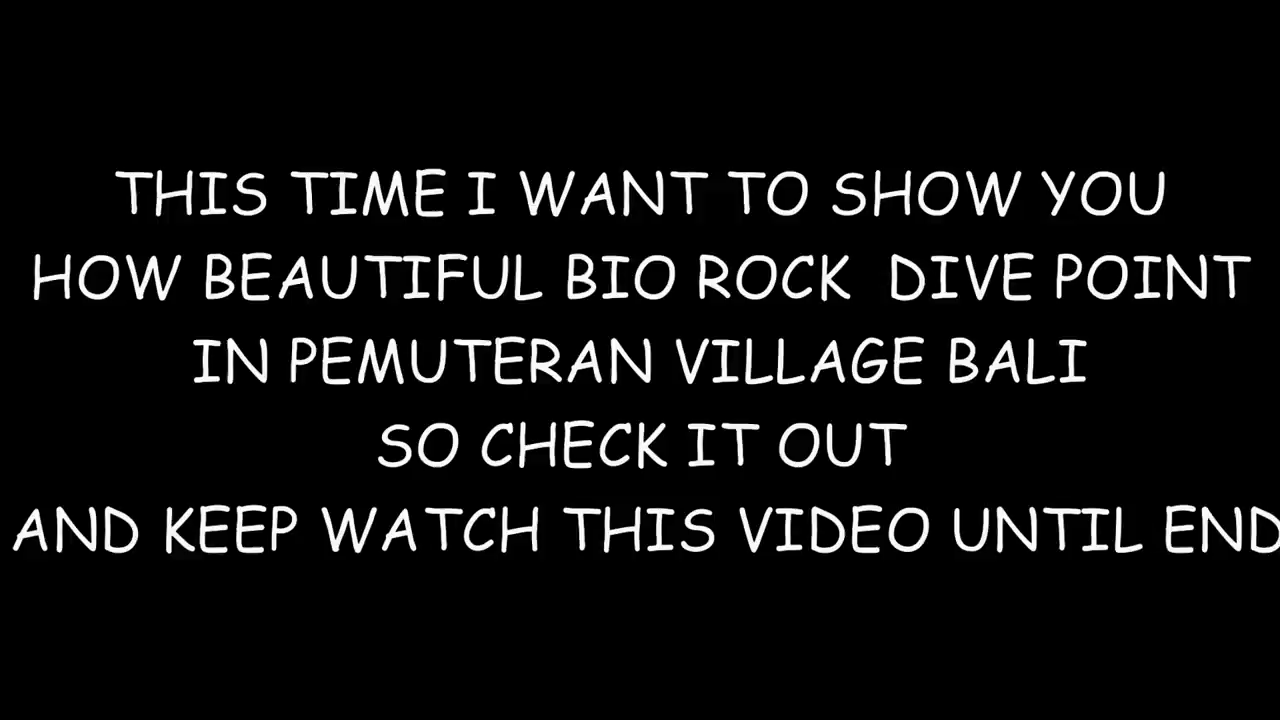 THIS TIME I WANT TO SHOW YOU
HOW BEAUTIFUL BIO ROCK DIVE POINT
IN PEMUTERAN VILLAGE BALI
SO CHECK IT OUT
AND KEEP WATCH THIS VIDEO UNTIL END